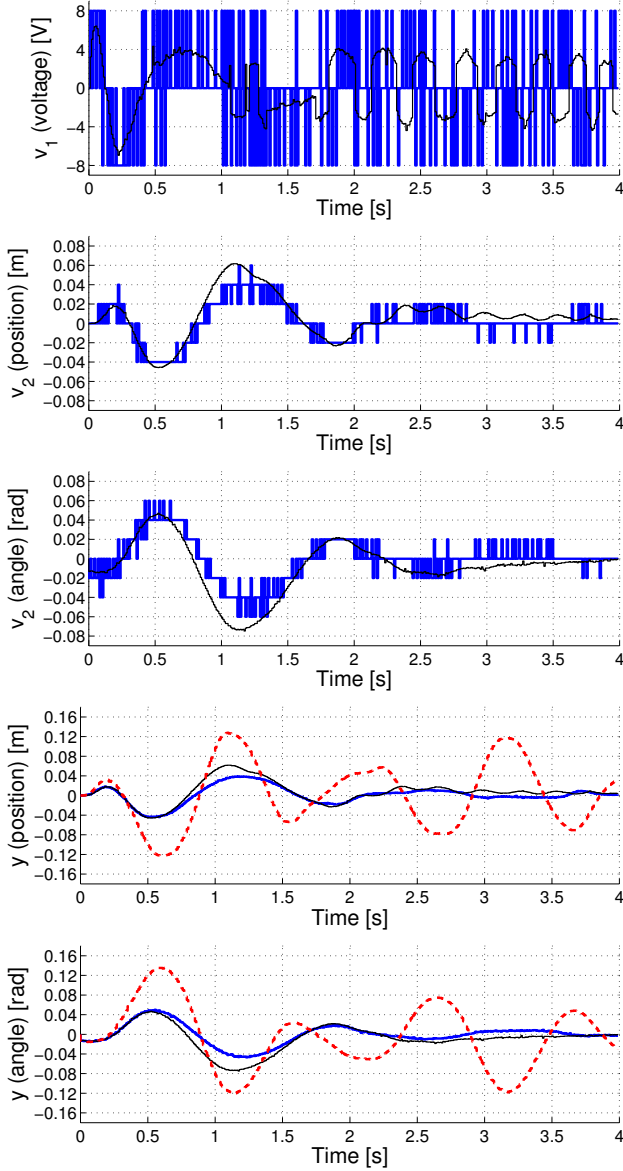 v1 (voltage) [V]
8
4
0
−4
−8
0 0.5 1 1.5 2 2.5 3 3.5 4
Time [s]
v2 (position) [m]
0.08
0.06
0.04
0.02
0
−0.02
−0.04
−0.06
−0.08
0 0.5 1 1.5 2 2.5 3 3.5 4
Time [s]
v2 (angle) [rad]
0.08
0.06
0.04
0.02
0
−0.02
−0.04
−0.06
−0.08
0 0.5 1 1.5 2 2.5 3 3.5 4
Time [s]
y (position) [m]
0.16
0.12
0.08
0.04
0
−0.04
−0.08
−0.12
−0.16
0 0.5 1 1.5 2 2.5 3 3.5 4
Time [s]
y (angle) [rad]
0.16
0.12
0.08
0.04
0
−0.04
−0.08
−0.12
−0.16
0 0.5 1 1.5 2 2.5 3 3.5 4
Time [s]